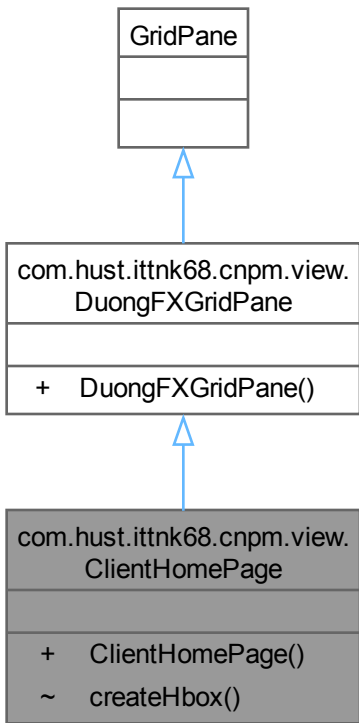 GridPane
com.hust.ittnk68.cnpm.view.
DuongFXGridPane
+ DuongFXGridPane()
com.hust.ittnk68.cnpm.view.
ClientHomePage
+ ClientHomePage()
~ createHbox()